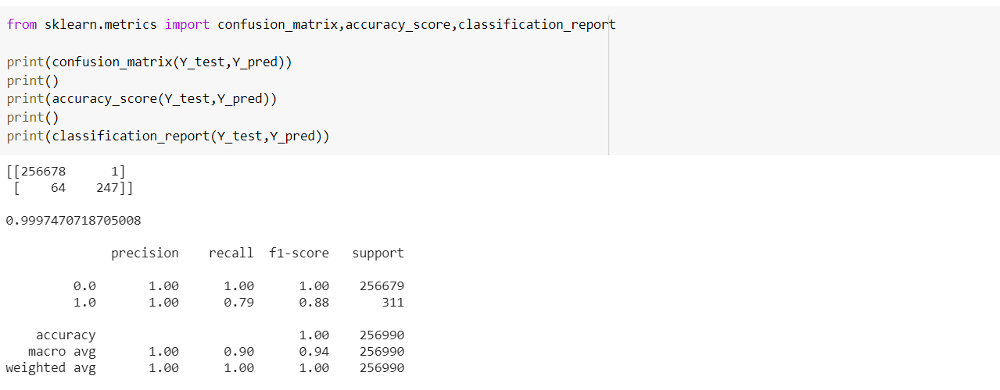 from sklearn.metrics import confusion_matrix,accuracy_score,classification_report
print(confusion_matrix(Y_test,Y_pred))
print()
print(accuracy_score(Y_test,Y_pred))
print()
print(classification_report(Y_test,Y_pred))
[[256678      1]
 [    64    247]]
0.9997470718705008
              precision    recall  f1-score   support
         0.0       1.00      1.00      1.00    256679
         1.0       1.00      0.79      0.88       311
    accuracy                           1.00    256990
   macro avg       1.00      0.90      0.94    256990
weighted avg       1.00      1.00      1.00    256990